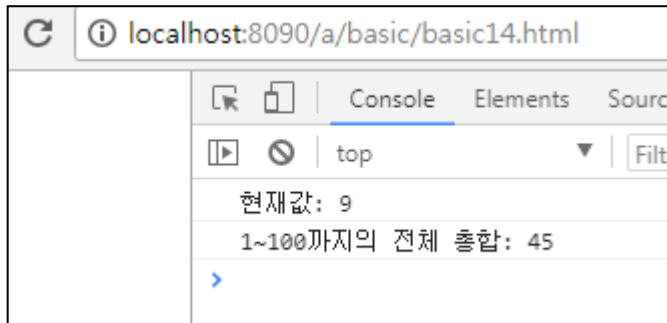 localhost:8090/a/basic/basic14.html
Console Elements Sourc
top Filt
현재값: 9
1~100까지의 전체 총합: 45
>